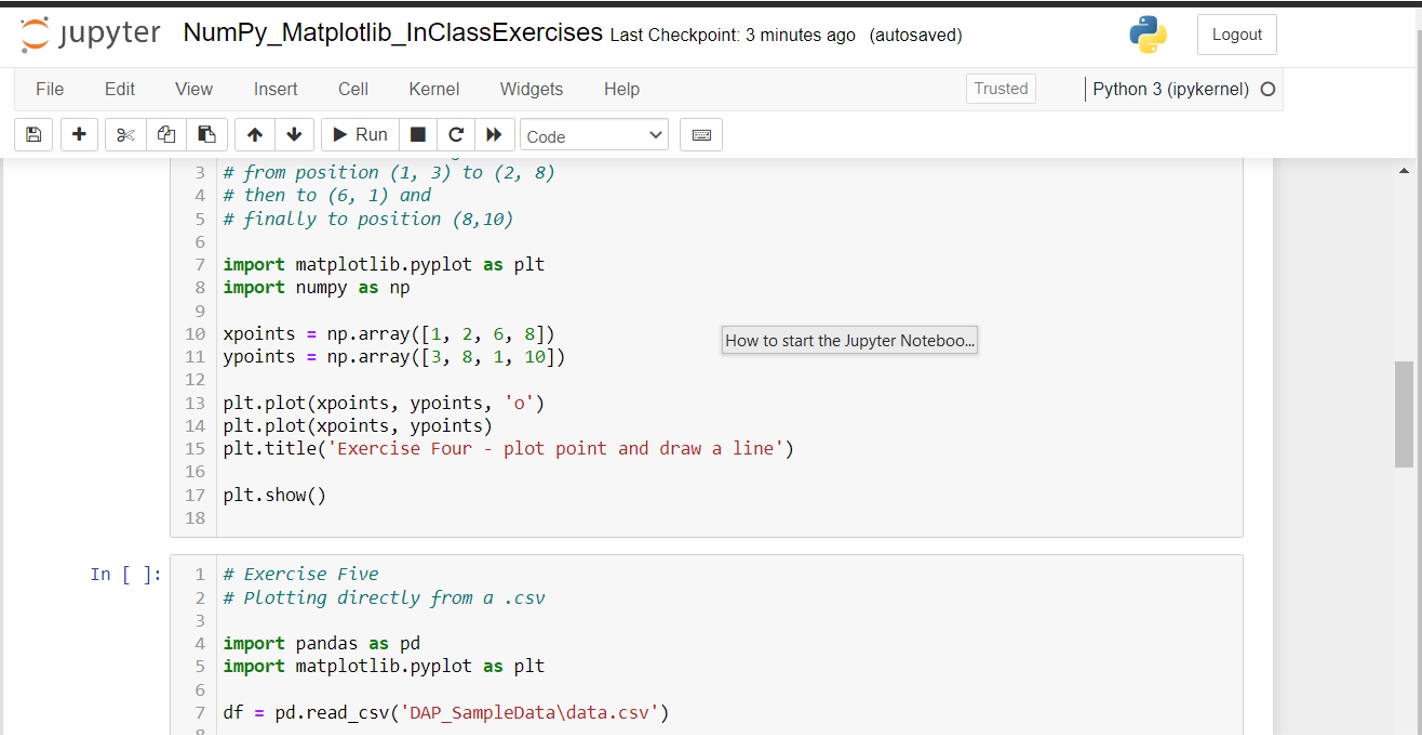 jupyter NumPy_Matplotlib_InClassExercises Last Checkpoint: 3 minutes ago (autosaved) Logout
File Edit View Insert Cell Kernel Widgets Help Trusted Python 3 (ipykernel)
Run Code
3 # from position (1, 3) to (2, 8)
4 # then to (6, 1) and
5 # finally to position (8,10)
6
7 import matplotlib.pyplot as plt
8 import numpy as np
9
10 xpoints = np.array([1, 2, 6, 8])
How to start the Jupyter Noteboo...
11 ypoints = np.array([3, 8, 1, 10])
12
13 plt.plot(xpoints, ypoints, 'o')
14 plt.plot(xpoints, ypoints)
15 plt.title('Exercise Four - plot point and draw a line')
16
17 plt.show()
18
In [ ]: 1 # Exercise Five
2 # Plotting directly from a .csv
3
4 import pandas as pd
5 import matplotlib.pyplot as plt
6
7 df = pd.read_csv('DAP_SampleData\data.csv')